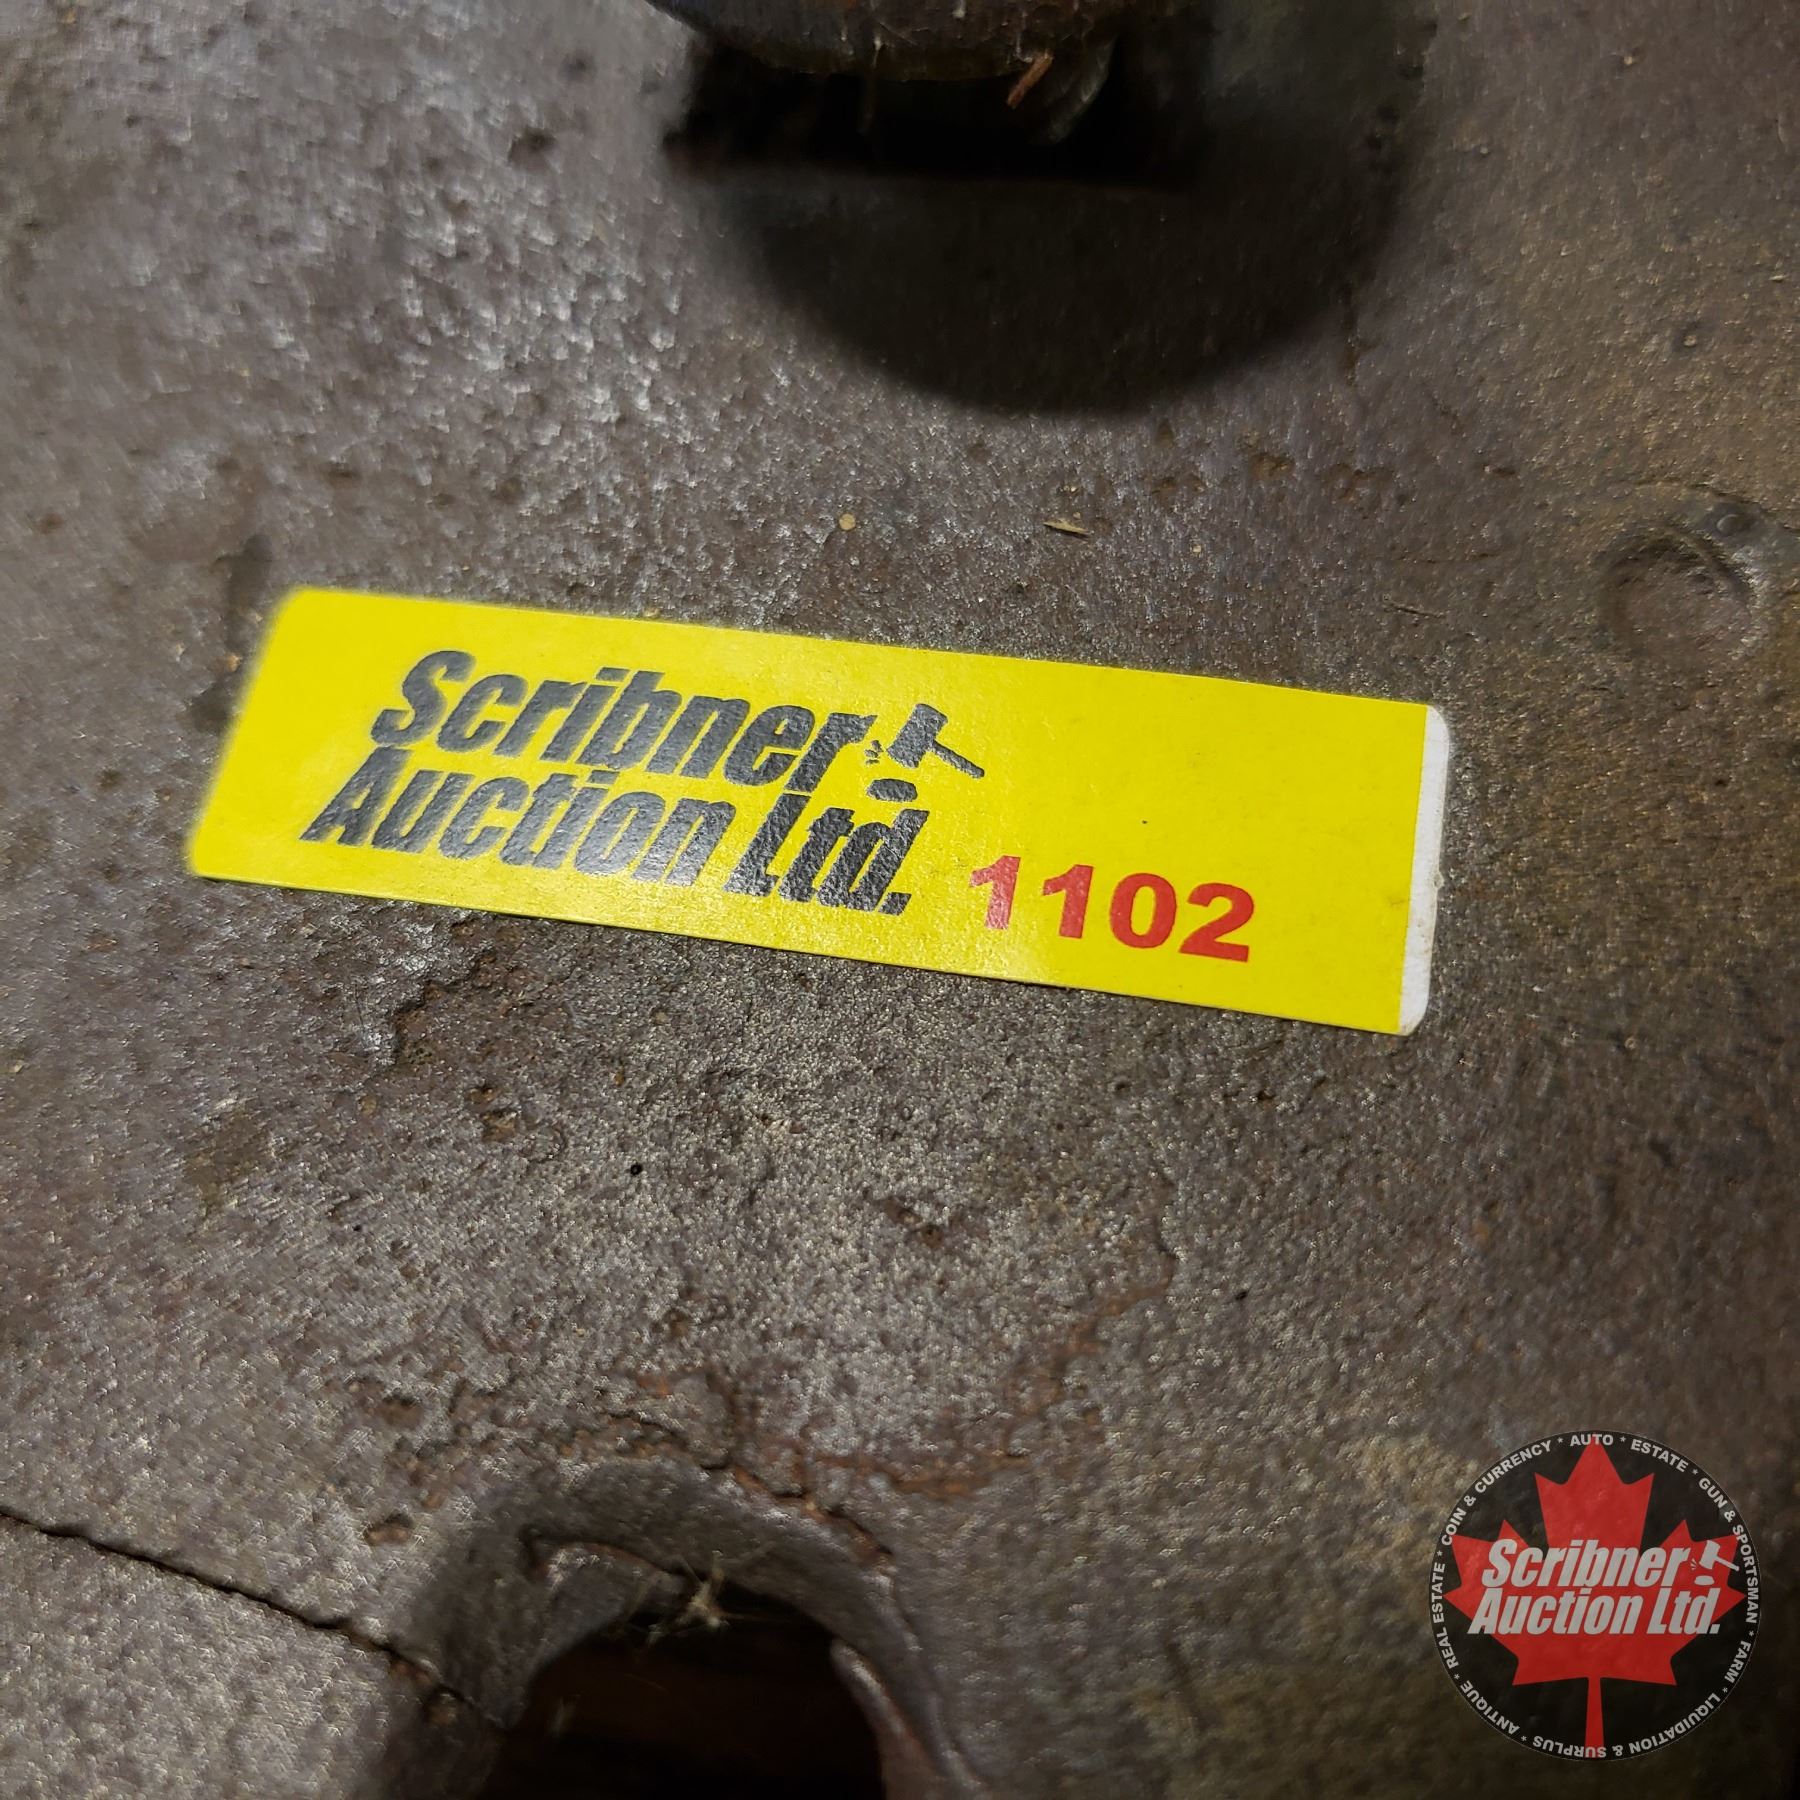 Scribner
Auction Ltd. 1102
COIN & CURRENCY * AUTO * ESTATE * GUN & SPORTSMAN * FARM * LIQUIDATION & SURPLUS * ANTIQUE * REAL ESTATE *
Scribner
Auction Ltd.